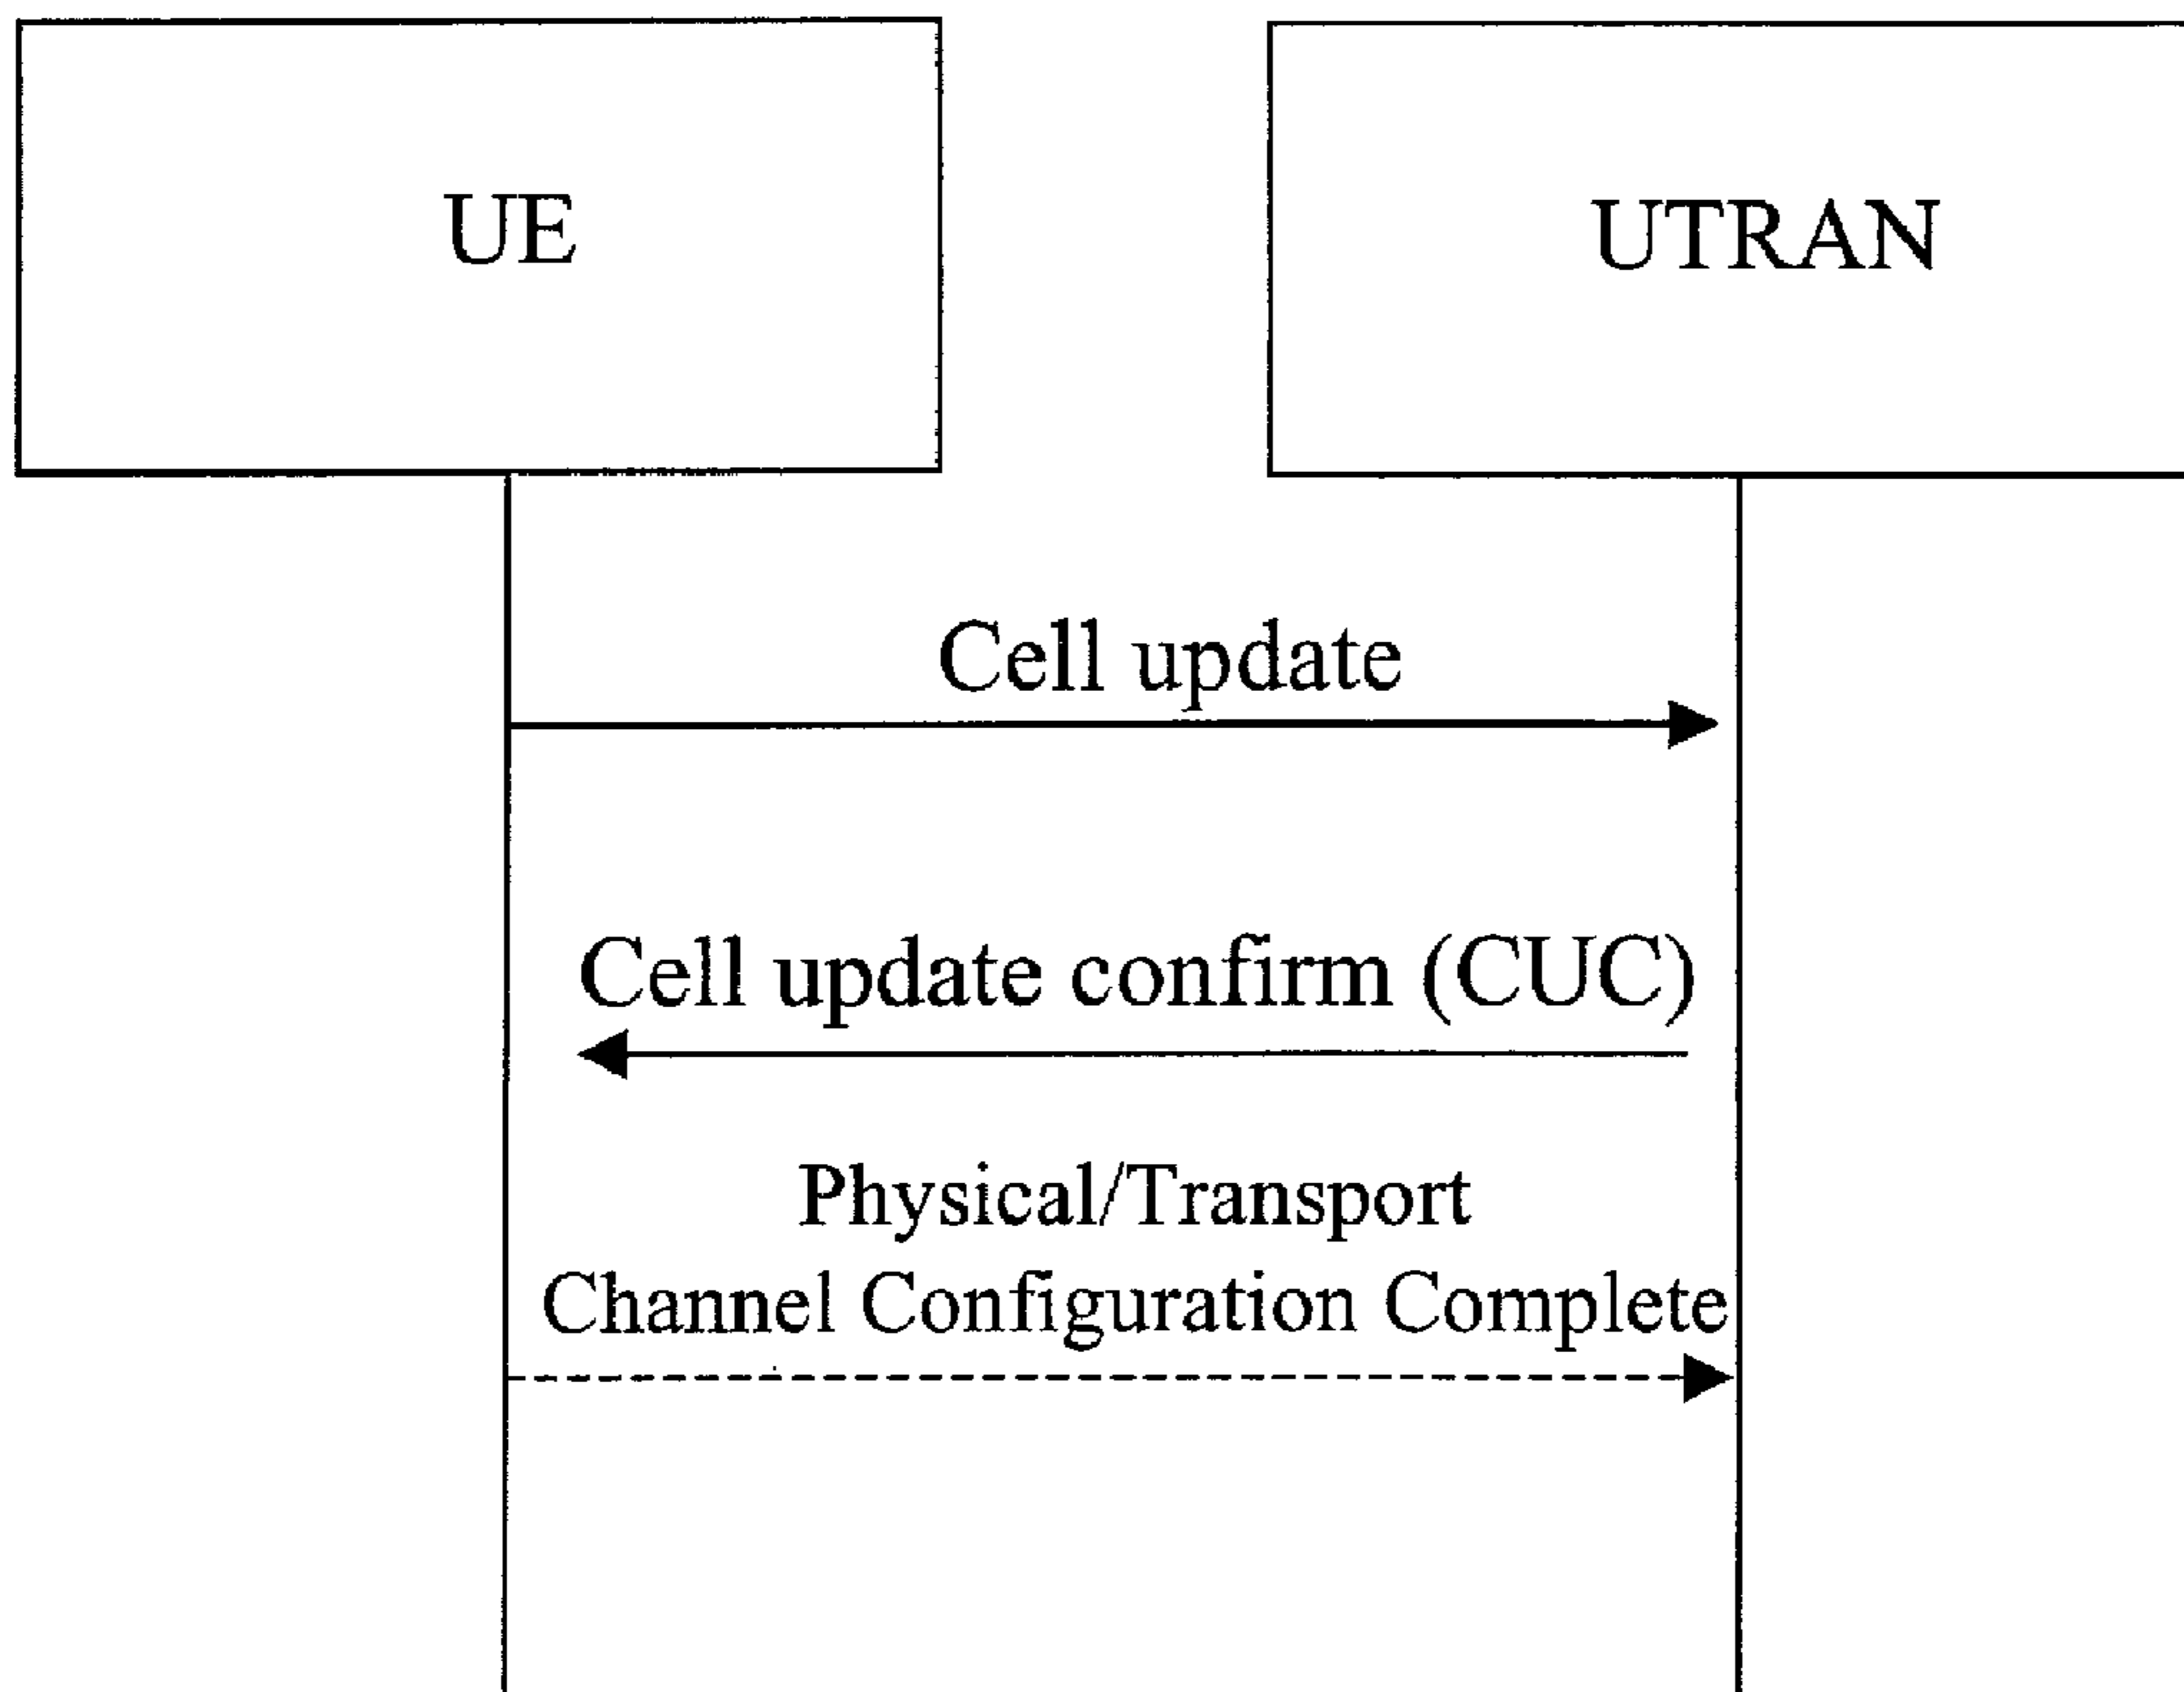 UE
UTRAN
Cell update
Cell update confirm (CUC)
Physical/Transport
Channel Configuration Complete